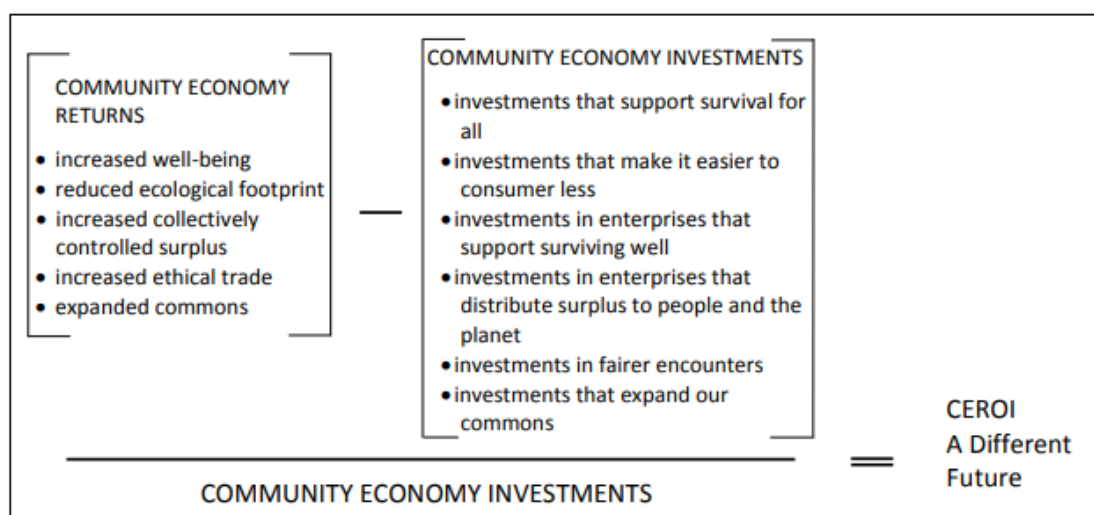 COMMUNITY ECONOMY
RETURNS
• increased well-being
• reduced ecological footprint
• increased collectively
controlled surplus
• increased ethical trade
• expanded commons
—
COMMUNITY ECONOMY INVESTMENTS
• investments that support survival for
all
• investments that make it easier to
consumer less
• investments in enterprises that
support surviving well
• investments in enterprises that
distribute surplus to people and the
planet
• investments in fairer encounters
• investments that expand our
commons
COMMUNITY ECONOMY INVESTMENTS
=
CEROI
A Different
Future